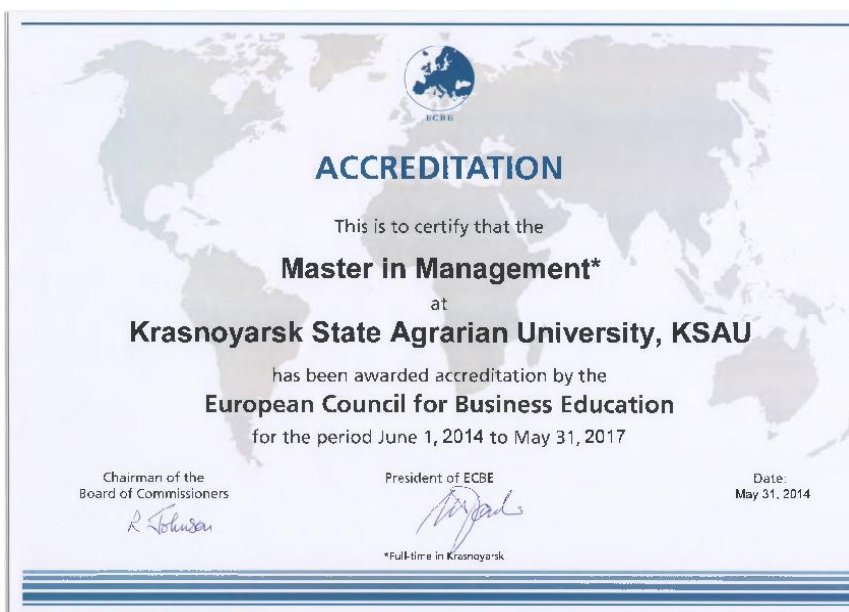 ECBE
ACCREDITATION
This is to certify that the
Master in Management*
at
Krasnoyarsk State Agrarian University, KSAU
has been awarded accreditation by the
European Council for Business Education
for the period June 1, 2014 to May 31, 2017
Chairman of the
Board of Commissioners
R Johnson
President of ECBE
Date:
May 31, 2014
*Full-time in Krasnoyarsk